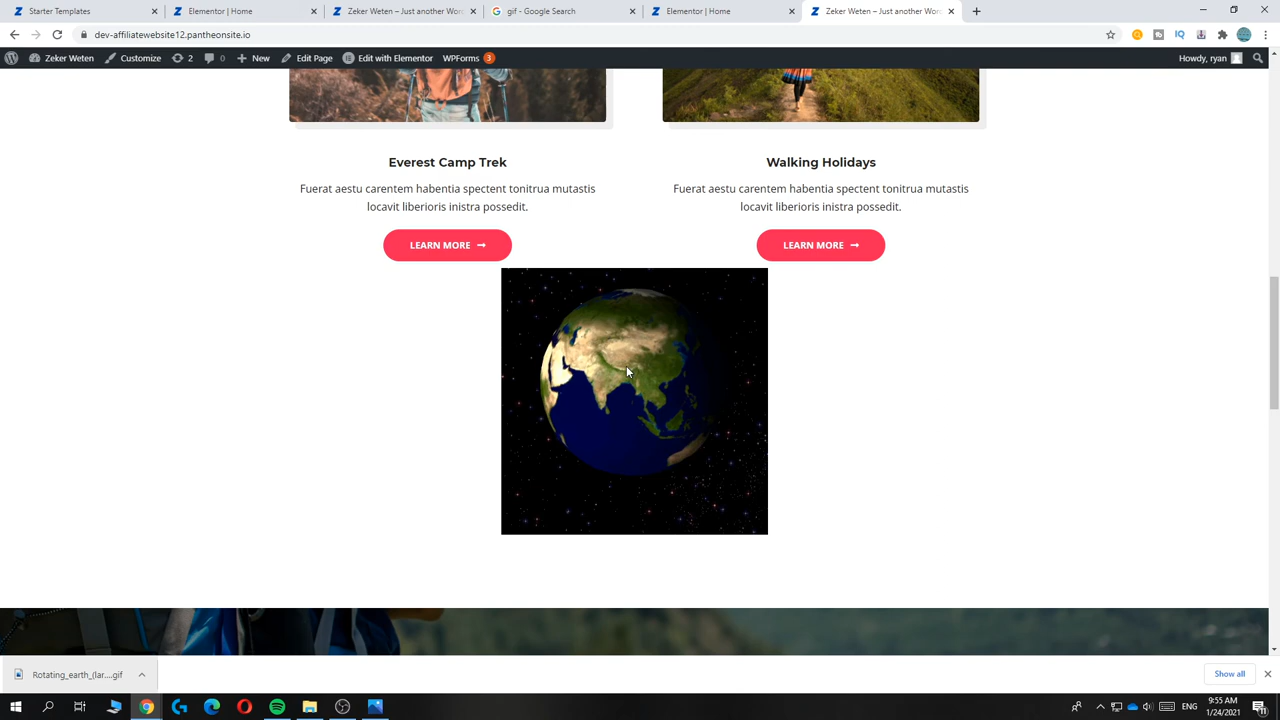 Starter Templates
Elementor | Home
Zeker Weten – Just another Wor
gif - Google Search
Elementor | Home
Zeker Weten – Just another Wor
dev-affiliatewebsite12.pantheonsite.io
Zeker Weten
Customize
2
0
New
Edit Page
Edit with Elementor
WPForms 3
Howdy, ryan
Everest Camp Trek
Fuerat aestu carentem habentia spectent tonitrua mutastis
locavit liberioris inistra possedit.
LEARN MORE
Walking Holidays
Fuerat aestu carentem habentia spectent tonitrua mutastis
locavit liberioris inistra possedit.
LEARN MORE
Rotating_earth_(lar....gif
Show all
ENG
9:55 AM
1/24/2021